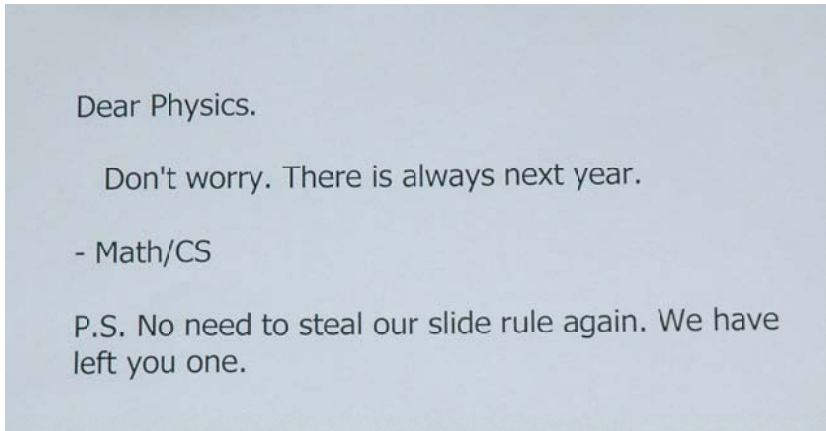 Dear Physics.
Don't worry. There is always next year.
- Math/CS
P.S. No need to steal our slide rule again. We have
left you one.